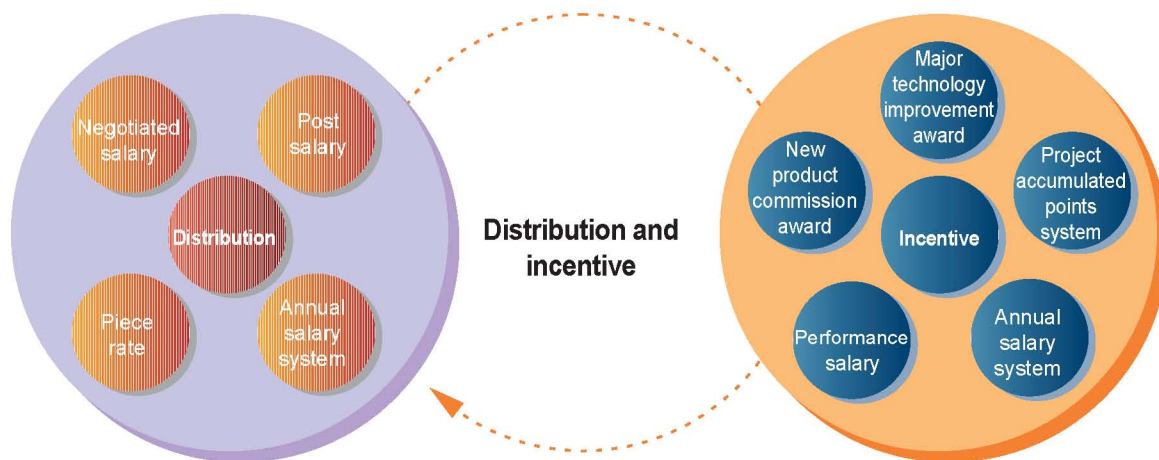 Negotiated
salary
Post
salary
Distribution
Piece
rate
Annual
salary
system
Distribution and
incentive
Major
technology
improvement
award
New
product
commission
award
Project
accumulated
points
system
Incentive
Performance
salary
Annual
salary
system